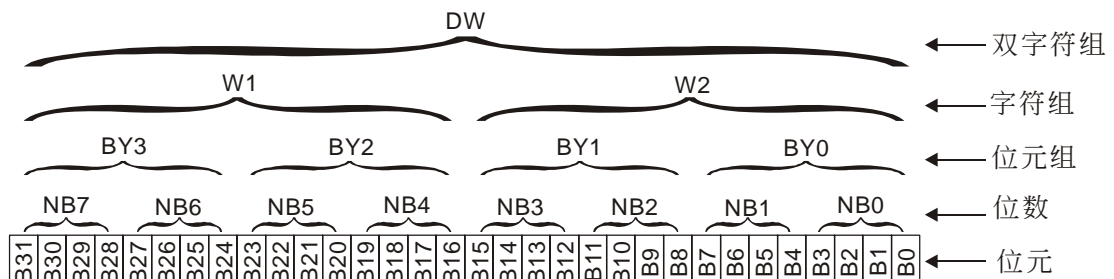 DW
双字符组
W1 W2
字符组
BY3 BY2 BY1 BY0
位元组
NB7 NB6 NB5 NB4 NB3 NB2 NB1 NB0
位数
B31 B30 B29 B28 B27 B26 B25 B24 B23 B22 B21 B20 B19 B18 B17 B16 B15 B14 B13 B12 B11 B10 B9 B8 B7 B6 B5 B4 B3 B2 B1 B0
位元